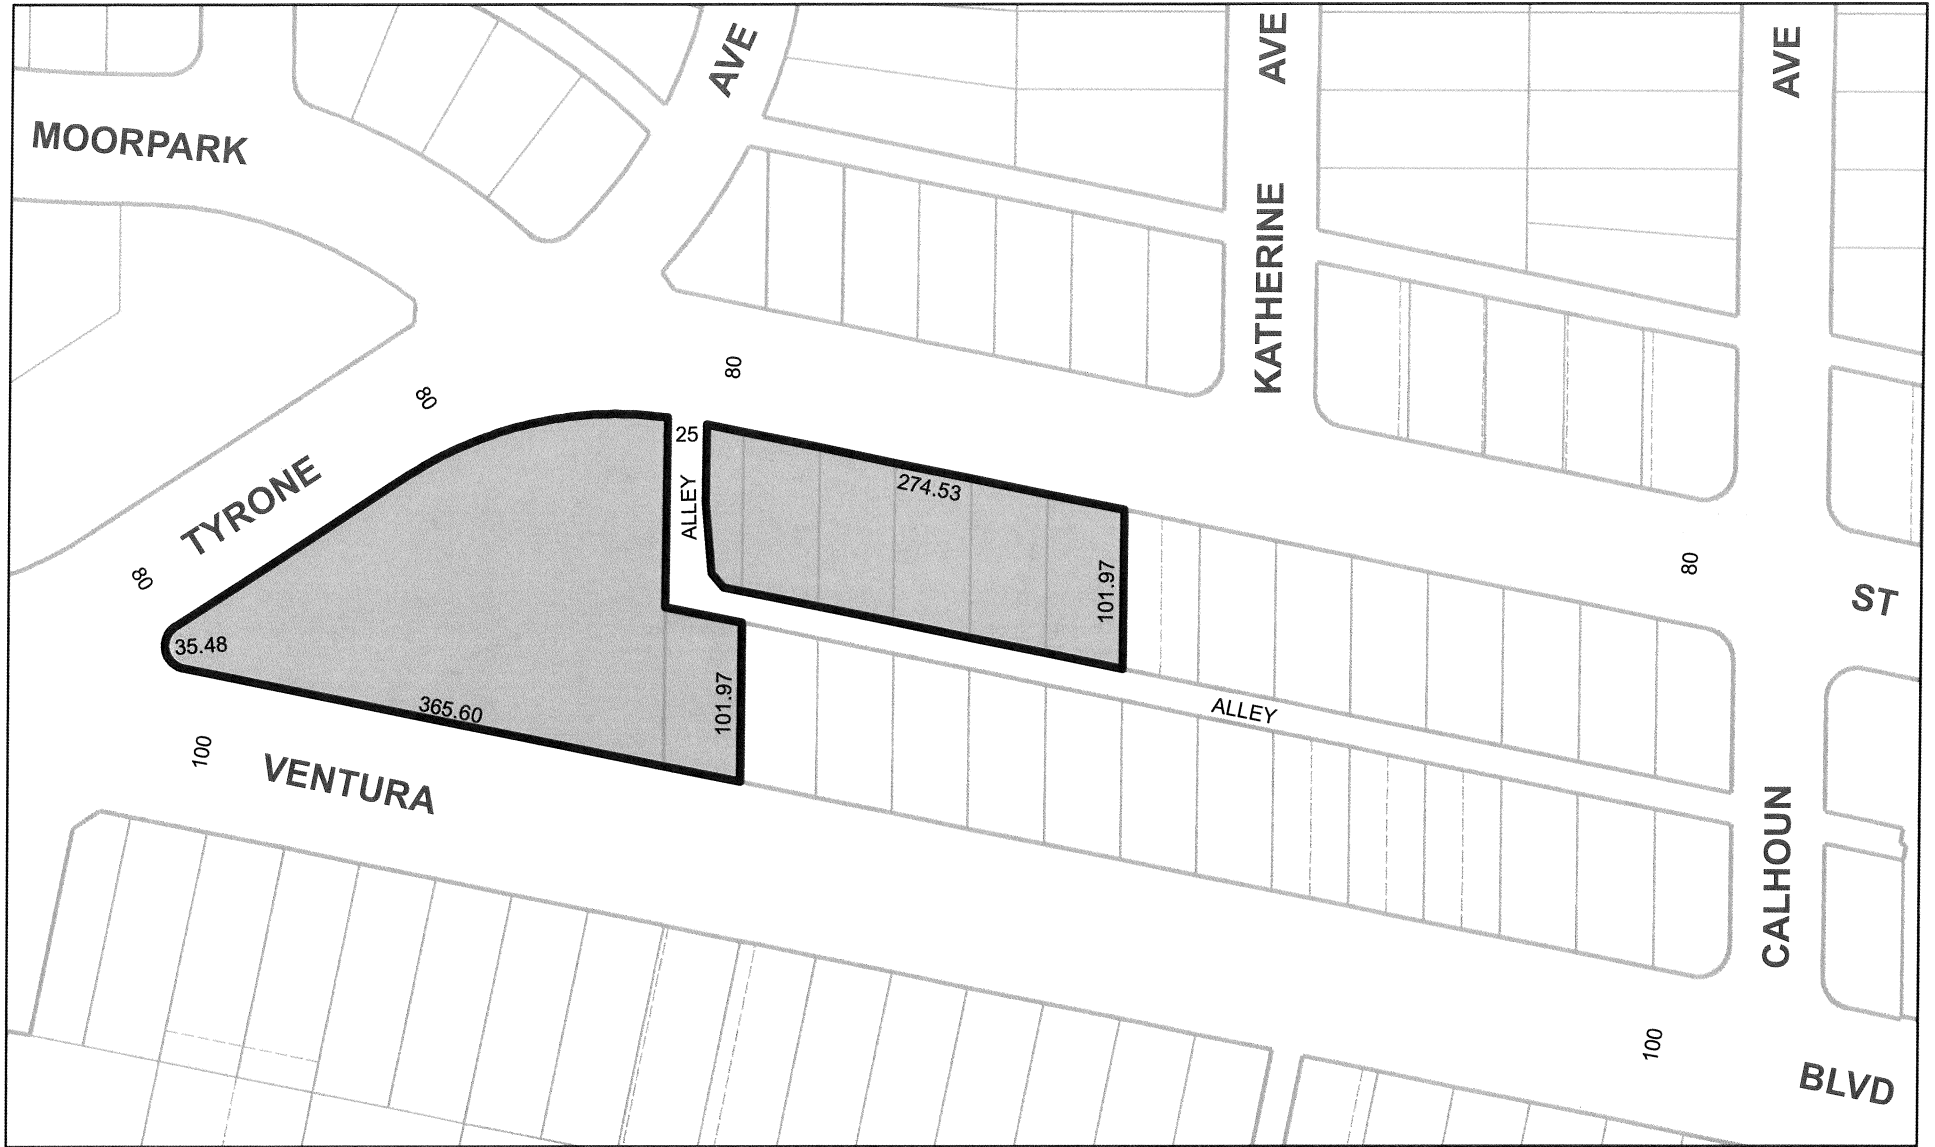 AVE
AVE
AVE
MOORPARK
KATHERINE
80
80
25
ALLEY
274.53
TYRONE
80
101.97
80
ST
35.48
365.60
101.97
ALLEY
100
VENTURA
CALHOUN
100
BLVD